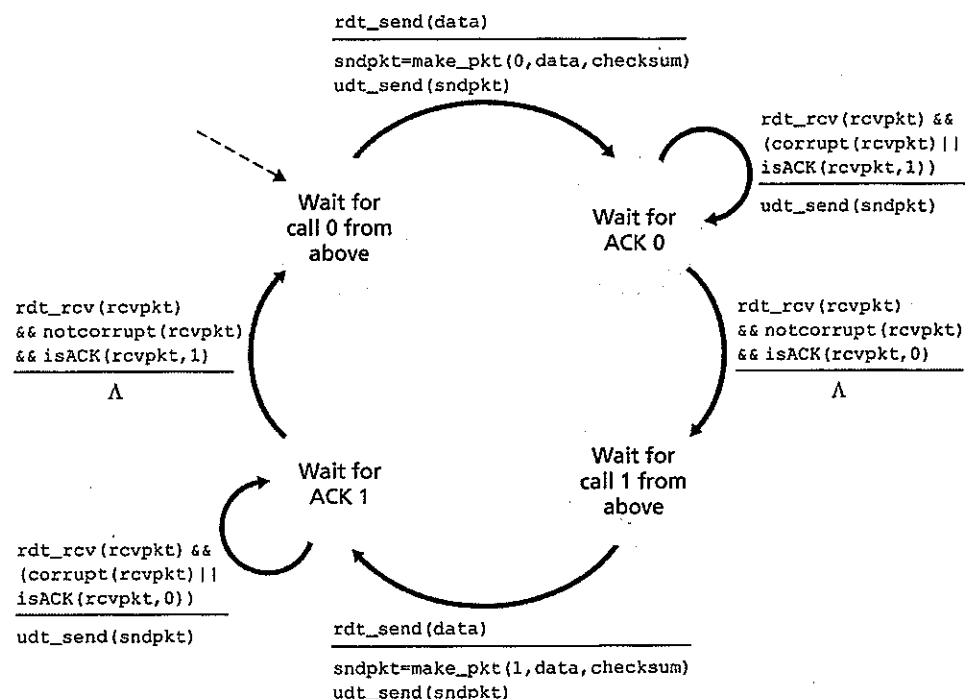 rdt_send(data)
sndpkt=make_pkt(0,data,checksum)
udt_send(sndpkt)
rdt_rcv(rcvpkt) &&
(corrupt(rcvpkt)||
isACK(rcvpkt,1))
udt_send(sndpkt)
Wait for
call 0 from
above
Wait for
ACK 0
rdt_rcv(rcvpkt)
&& notcorrupt(rcvpkt)
&& isACK(rcvpkt,1)
Λ
rdt_rcv(rcvpkt)
&& notcorrupt(rcvpkt)
&& isACK(rcvpkt,0)
Λ
Wait for
ACK 1
Wait for
call 1 from
above
rdt_rcv(rcvpkt) &&
(corrupt(rcvpkt)||
isACK(rcvpkt,0))
udt_send(sndpkt)
rdt_send(data)
sndpkt=make_pkt(1,data,checksum)
udt_send(sndpkt)